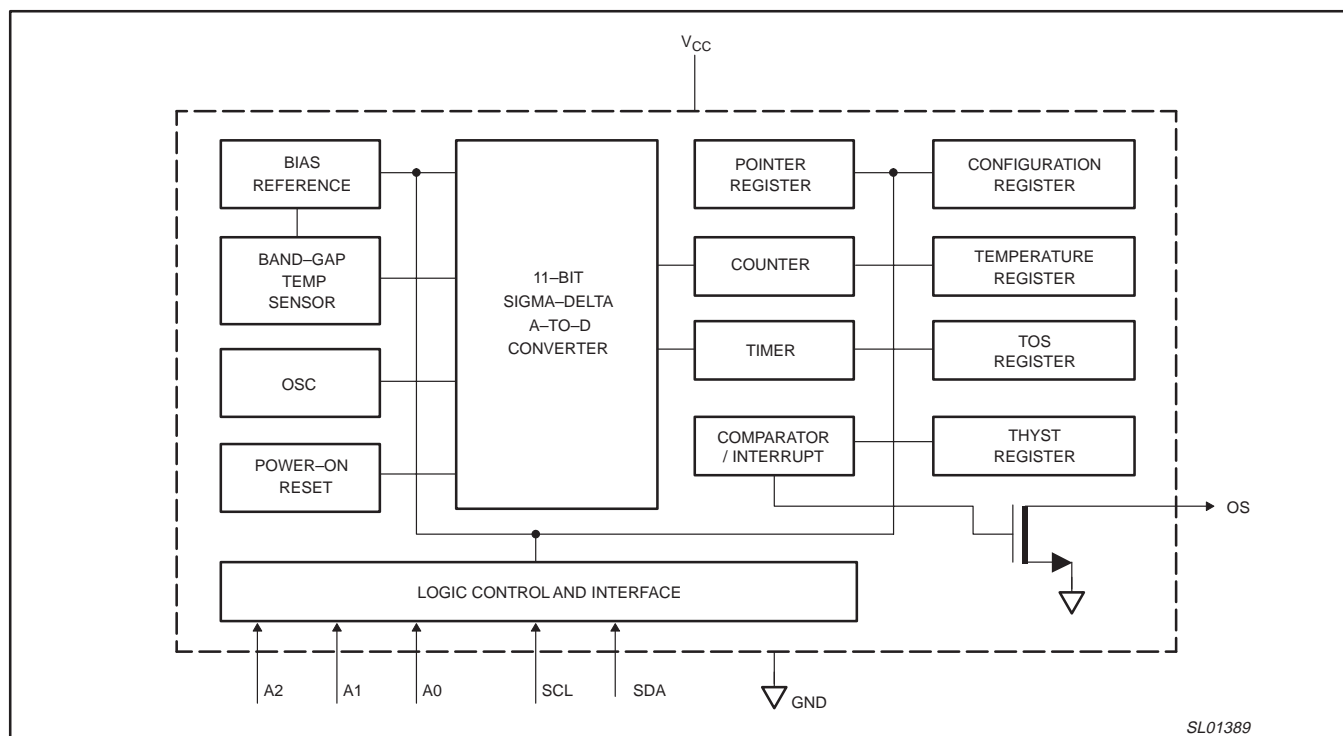 VCC
BIAS
REFERENCE
BAND–GAP
TEMP
SENSOR
OSC
POWER–ON
RESET
11–BIT
SIGMA–DELTA
A–TO–D
CONVERTER
POINTER
REGISTER
CONFIGURATION
REGISTER
COUNTER
TEMPERATURE
REGISTER
TIMER
TOS
REGISTER
COMPARATOR
/ INTERRUPT
THYST
REGISTER
OS
LOGIC CONTROL AND INTERFACE
A2
A1
A0
SCL
SDA
GND
SL01389